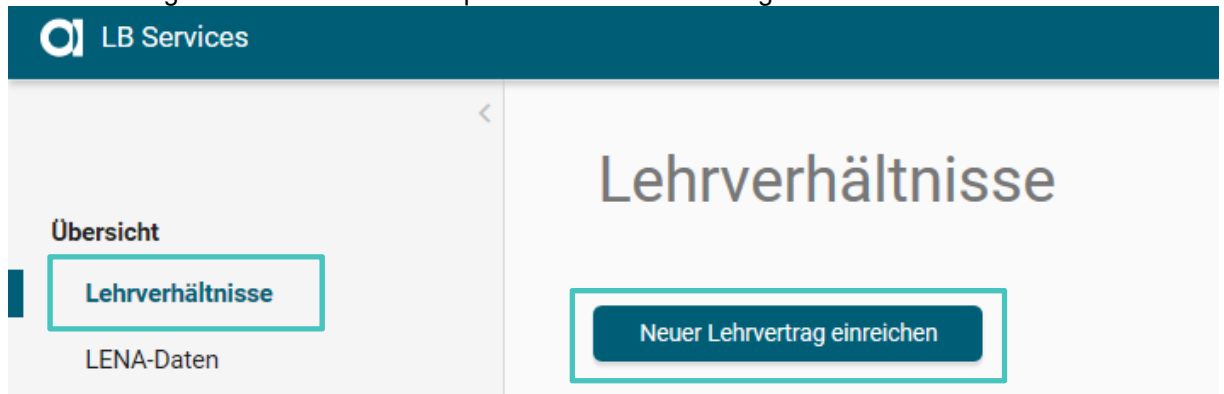 LB Services
Lehrverhältnisse
Übersicht
Lehrverhältnisse
Neuer Lehrvertrag einreichen
LENA-Daten